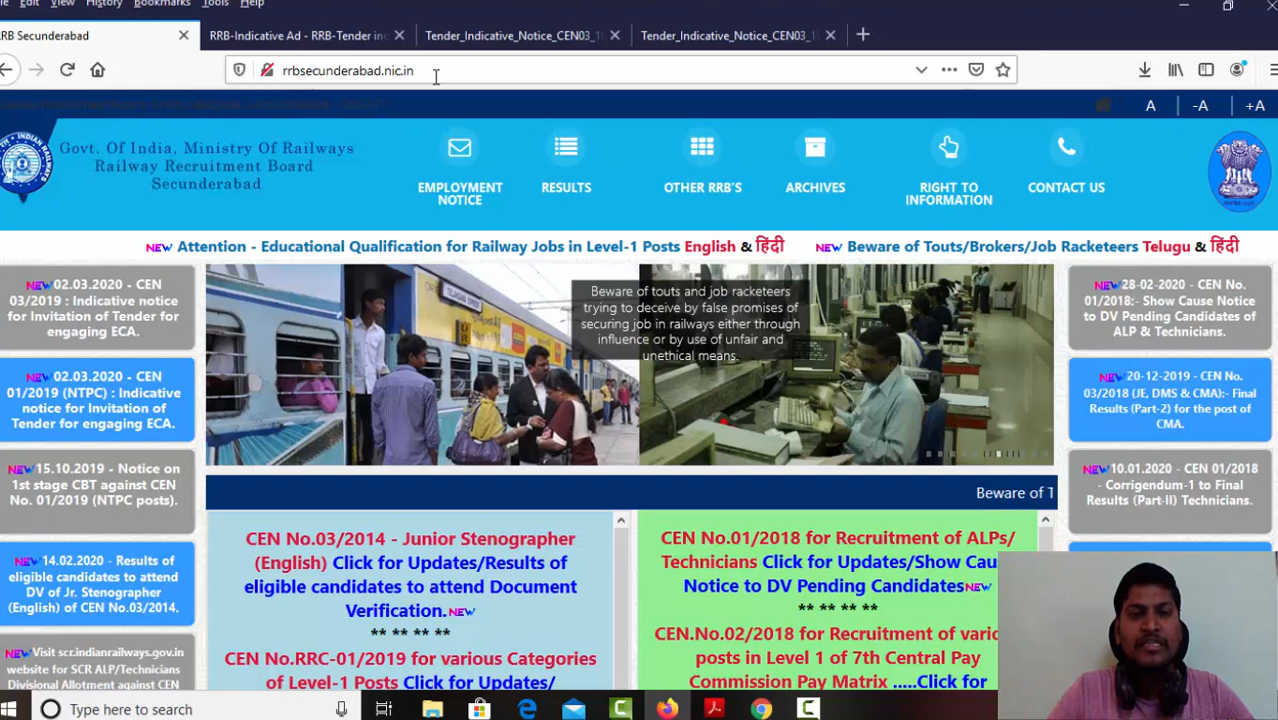 Edit View History Bookmarks Tools Help
RRB Secunderabad
RRB-Indicative Ad - RRB-Tender in
Tender_Indicative_Notice_CEN03_1
Tender_Indicative_Notice_CEN03_1
rrbsecunderabad.nic.in
A -A +A
Govt. Of India, Ministry Of Railways
Railway Recruitment Board
Secunderabad
EMPLOYMENT
NOTICE
RESULTS
OTHER RRB'S
ARCHIVES
RIGHT TO
INFORMATION
CONTACT US
NEW Attention - Educational Qualification for Railway Jobs in Level-1 Posts English & हिंदी
NEW Beware of Touts/Brokers/Job Racketeers Telugu & हिंदी
NEW 02.03.2020 - CEN
03/2019 : Indicative notice
for Invitation of Tender for
engaging ECA.
NEW 02.03.2020 - CEN
01/2019 (NTPC) : Indicative
notice for Invitation of
Tender for engaging ECA.
NEW 15.10.2019 - Notice on
1st stage CBT against CEN
No. 01/2019 (NTPC posts).
NEW 14.02.2020 - Results of
eligible candidates to attend
DV of Jr. Stenographer
(English) of CEN No.03/2014.
NEW Visit scr.indianrailways.gov.in
website for SCR ALP/Technicians
Divisional Allotment against CEN
Beware of touts and job racketeers
trying to deceive by false promises of
securing job in railways either through
influence or by use of unfair and
unethical means.
Beware of T
CEN No.03/2014 - Junior Stenographer
(English) Click for Updates/Results of
eligible candidates to attend Document
Verification. NEW
** ** ** **
CEN No.RRC-01/2019 for various Categories
of Level-1 Posts Click for Updates/
CEN No.01/2018 for Recruitment of ALPs/
Technicians Click for Updates/Show Cau
Notice to DV Pending Candidates NEW
** ** ** **
CEN.No.02/2018 for Recruitment of vario
posts in Level 1 of 7th Central Pay
Commission Pay Matrix .....Click for
NEW 28-02-2020 - CEN No.
01/2018:- Show Cause Notice
to DV Pending Candidates of
ALP & Technicians.
NEW 20-12-2019 - CEN No.
03/2018 (JE, DMS & CMA):- Final
Results (Part-2) for the post of
CMA.
NEW 10.01.2020 - CEN 01/2018
- Corrigendum-1 to Final
Results (Part-II) Technicians.
Type here to search